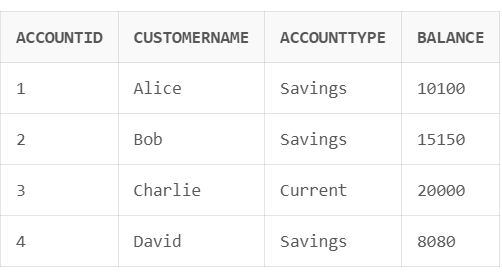 ACCOUNTID CUSTOMERNAME ACCOUNTTYPE BALANCE
1 Alice Savings 10100
2 Bob Savings 15150
3 Charlie Current 20000
4 David Savings 8080